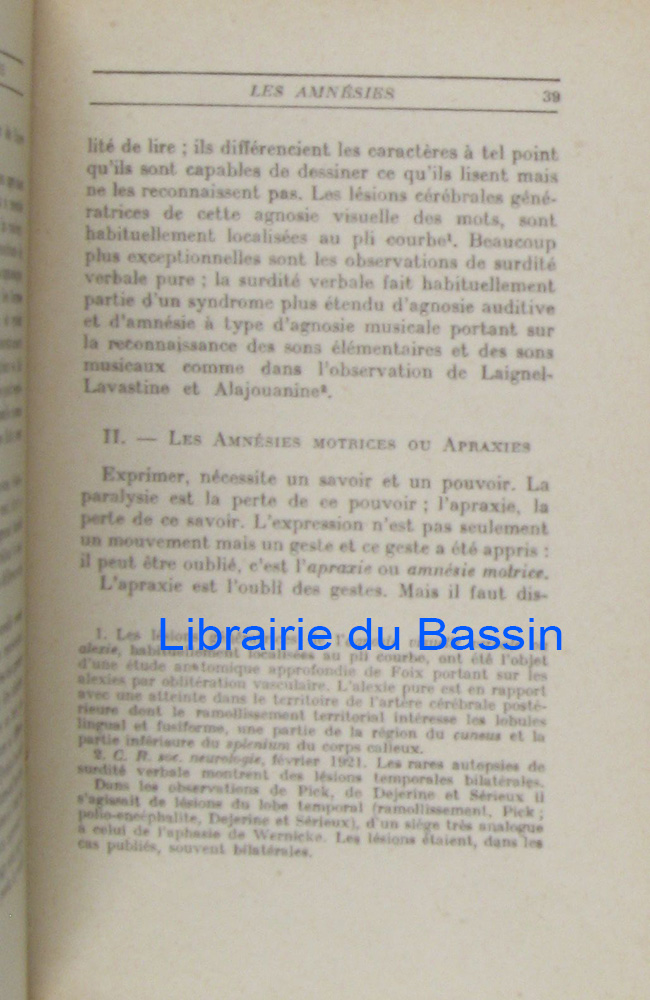 LES AMNÉSIES 39
lité de lire ; ils différencient les caractères à tel point
qu'ils sont capables de dessiner ce qu'ils lisent mais
ne les reconnaissent pas. Les lésions cérébrales géné-
ratrices de cette agnosie visuelle des mots, sont
habituellement localisées au pli courbe¹. Beaucoup
plus exceptionnelles sont les observations de surdité
verbale pure ; la surdité verbale fait habituellement
partie d'un syndrome plus étendu d'agnosie auditive
et d'amnésie à type d'agnosie musicale portant sur
la reconnaissance des sons élémentaires et des sons
musicaux comme dans l'observation de Laignel-
Lavastine et Alajouanine².
II. — LES AMNÉSIES MOTRICES OU APRAXIES
Exprimer, nécessite un savoir et un pouvoir. La
paralysie est la perte de ce pouvoir ; l'apraxie, la
perte de ce savoir. L'expression n'est pas seulement
un mouvement mais un geste et ce geste a été appris :
il peut être oublié, c'est l'apraxie ou amnésie motrice.
L'apraxie est l'oubli des gestes. Mais il faut dis-
1. Les lésions
Librairie du Bassin
alexie, habituellement localisées au pli courbe, ont été l'objet
d'une étude anatomique approfondie de Foix portant sur les
alexies par oblitération vasculaire. L'alexie pure est en rapport
avec une atteinte dans le territoire de l'artère cérébrale posté-
rieure dont le ramollissement territorial intéresse les lobules
lingual et fusiforme, une partie de la région du cuneus et la
partie inférieure du splenium du corps calleux.
2. C. R. soc. neurologie, février 1921. Les rares autopsies de
surdité verbale montrent des lésions temporales bilatérales.
Dans les observations de Pick, de Dejerine et Sérieux il
s'agissait de lésions du lobe temporal (ramollissement, Pick ;
polio-encéphalite, Dejerine et Sérieux), d'un siège très analogue
à celui de l'aphasie de Wernicke. Les lésions étaient, dans les
cas publiés, souvent bilatérales.